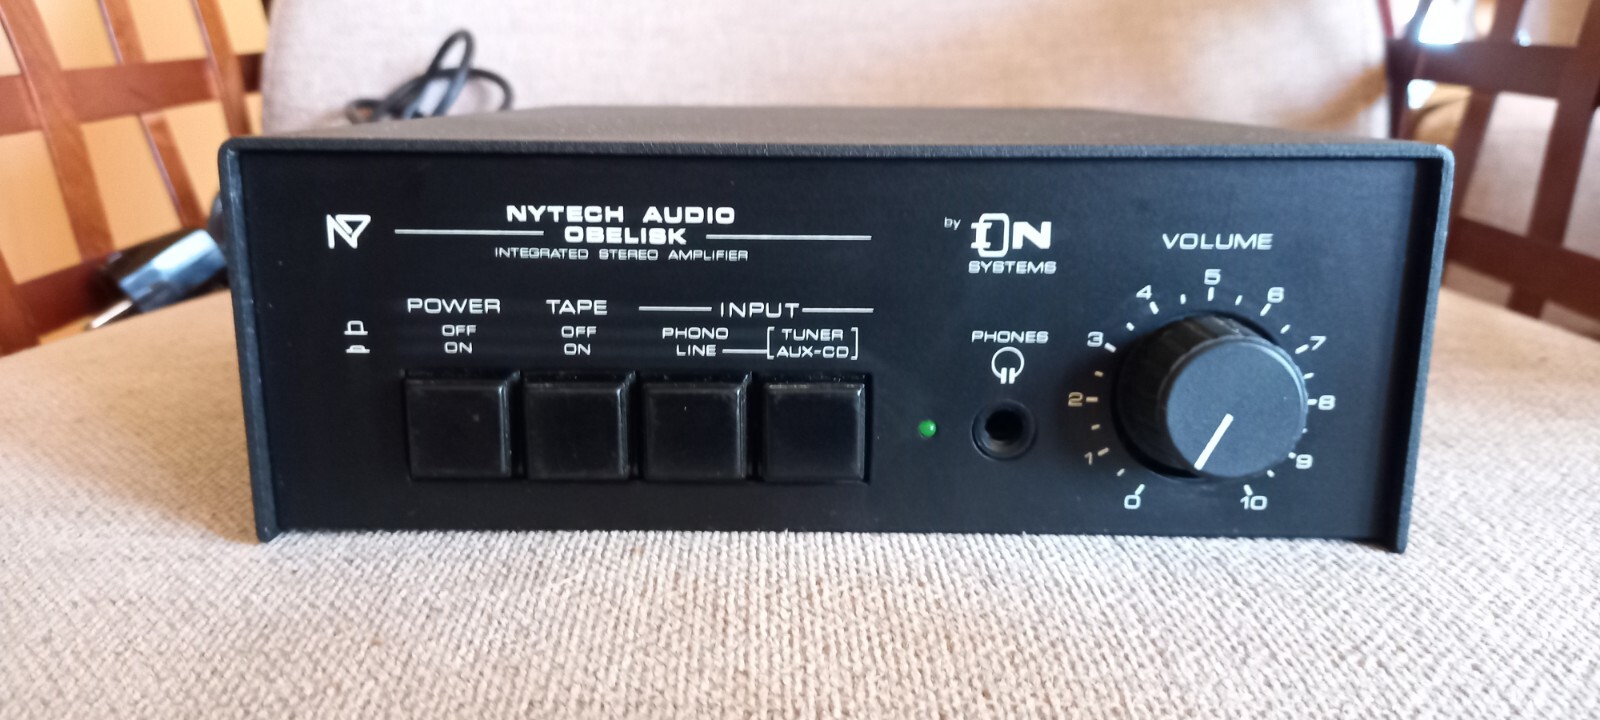 NYTECH AUDIO
OBELISK
INTEGRATED STEREO AMPLIFIER
by ION
SYSTEMS
VOLUME
POWER
OFF
ON
TAPE
OFF
ON
INPUT
PHONO
LINE
TUNER
AUX-CD
PHONES
0
1
2
3
4
5
6
7
8
9
10